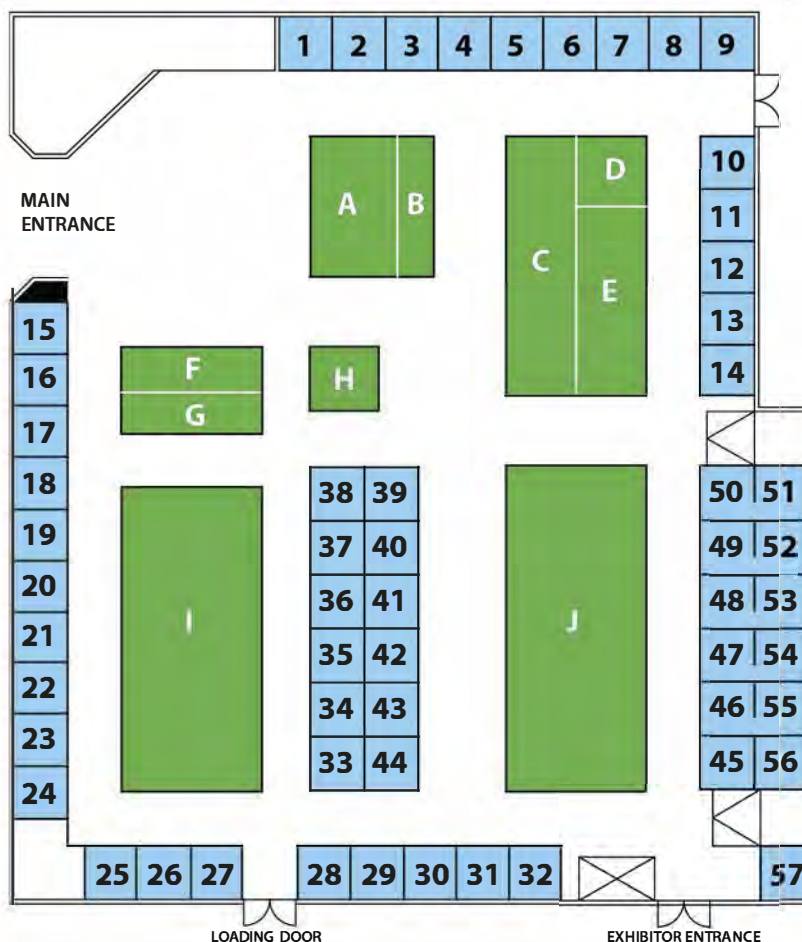 1 2 3 4 5 6 7 8 9
A B C D E
10
11
12
13
14
MAIN
ENTRANCE
15
16
17
18
19
20
21
22
23
24
F
G
H
I
38 39
37 40
36 41
35 42
34 43
33 44
J
50 51
49 52
48 53
47 54
46 55
45 56
25 26 27 28 29 30 31 32 57
LOADING DOOR EXHIBITOR ENTRANCE